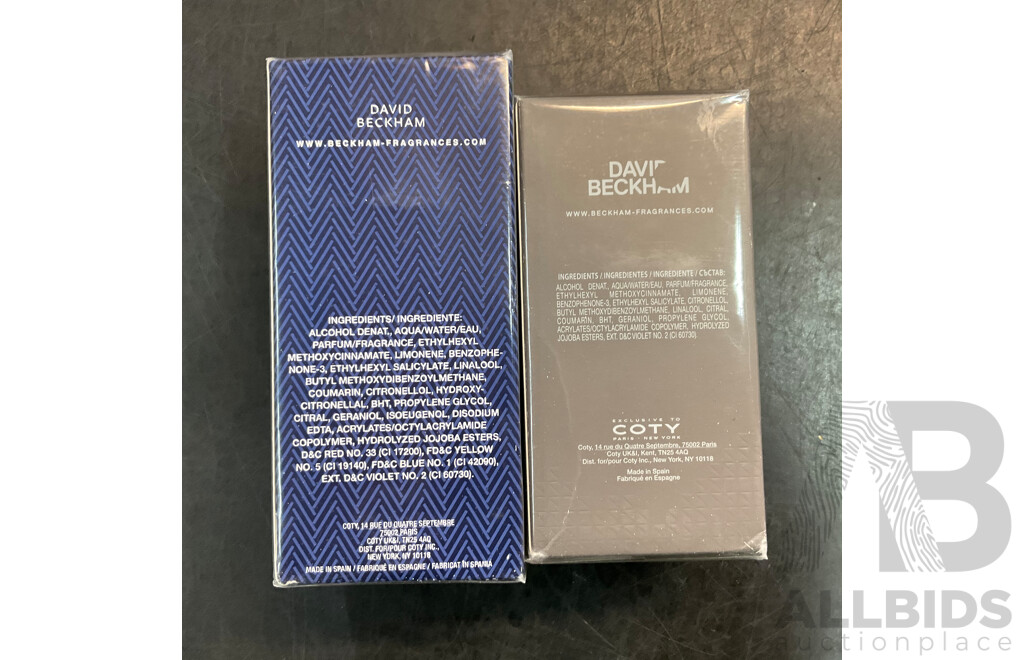 DAVID
BECKHAM
WWW.BECKHAM-FRAGRANCES.COM
INGREDIENTS/ INGREDIENTE:
ALCOHOL DENAT., AQUA/WATER/EAU,
PARFUM/FRAGRANCE, ETHYLHEXYL
METHOXYCINNAMATE, LIMONENE, BENZOPHE-
NONE-3, ETHYLHEXYL SALICYLATE, LINALOOL,
BUTYL METHOXYDIBENZOYLMETHANE,
COUMARIN, CITRONELLOL, HYDROXY-
CITRONELLAL, BHT, PROPYLENE GLYCOL,
CITRAL, GERANIOL, ISOEUGENOL, DISODIUM
EDTA, ACRYLATES/OCTYLACRYLAMIDE
COPOLYMER, HYDROLYZED JOJOBA ESTERS,
D&C RED NO. 33 (CI 17200), FD&C YELLOW
NO. 5 (CI 19140), FD&C BLUE NO. 1 (CI 42090),
EXT. D&C VIOLET NO. 2 (CI 60730).
COTY, 14 RUE DU QUATRE SEPTEMBRE
75002 PARIS
COTY UK&I, TN25 4AQ
DIST. FOR/POUR COTY INC.,
NEW YORK, NY 10118
MADE IN SPAIN / FABRIQUÉ EN ESPAGNE / FABRICAT ÎN SPANIA
DAVID
BECKHAM
WWW.BECKHAM-FRAGRANCES.COM
INGREDIENTS / INGREDIENTES / INGREDIENTE / СЪСТАВ:
ALCOHOL DENAT., AQUA/WATER/EAU, PARFUM/FRAGRANCE,
ETHYLHEXYL METHOXYCINNAMATE, LIMONENE,
BENZOPHENONE-3, ETHYLHEXYL SALICYLATE, CITRONELLOL,
BUTYL METHOXYDIBENZOYLMETHANE, LINALOOL, CITRAL,
COUMARIN, BHT, GERANIOL, PROPYLENE GLYCOL,
ACRYLATES/OCTYLACRYLAMIDE COPOLYMER, HYDROLYZED
JOJOBA ESTERS, EXT. D&C VIOLET NO. 2 (CI 60730).
EXCLUSIVE TO
COTY
PARIS - NEW YORK
Coty, 14 rue du Quatre Septembre, 75002 Paris
Coty UK&I, Kent, TN25 4AQ
Dist. for/pour Coty Inc., New York, NY 10118
Made in Spain
Fabriqué en Espagne
AB
ALLBIDS
auctionplace